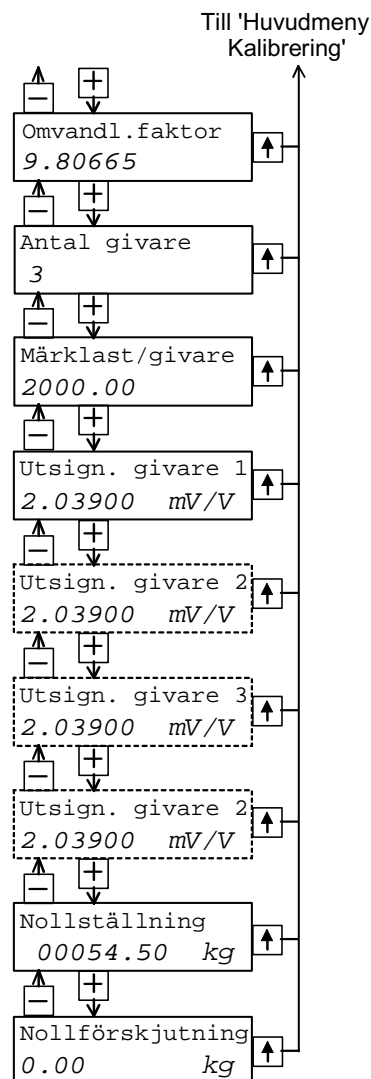 Till 'Huvudmeny
Kalibrering'
+
−
Omvandl.faktor
9.80665
−
+
Antal givare
3
−
+
Märklast/givare
2000.00
−
+
Utsign. givare 1
2.03900 mV/V
−
+
Utsign. givare 2
2.03900 mV/V
−
+
Utsign. givare 3
2.03900 mV/V
−
+
Utsign. givare 2
2.03900 mV/V
−
+
Nollställning
00054.50 kg
−
+
Nollförskjutning
0.00 kg